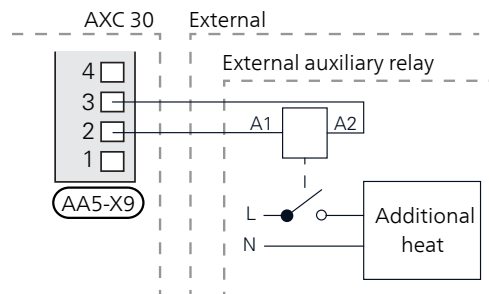 AXC 30
External
External auxiliary relay
4
3
2
1
A1
A2
AA5-X9
L
N
Additional
heat